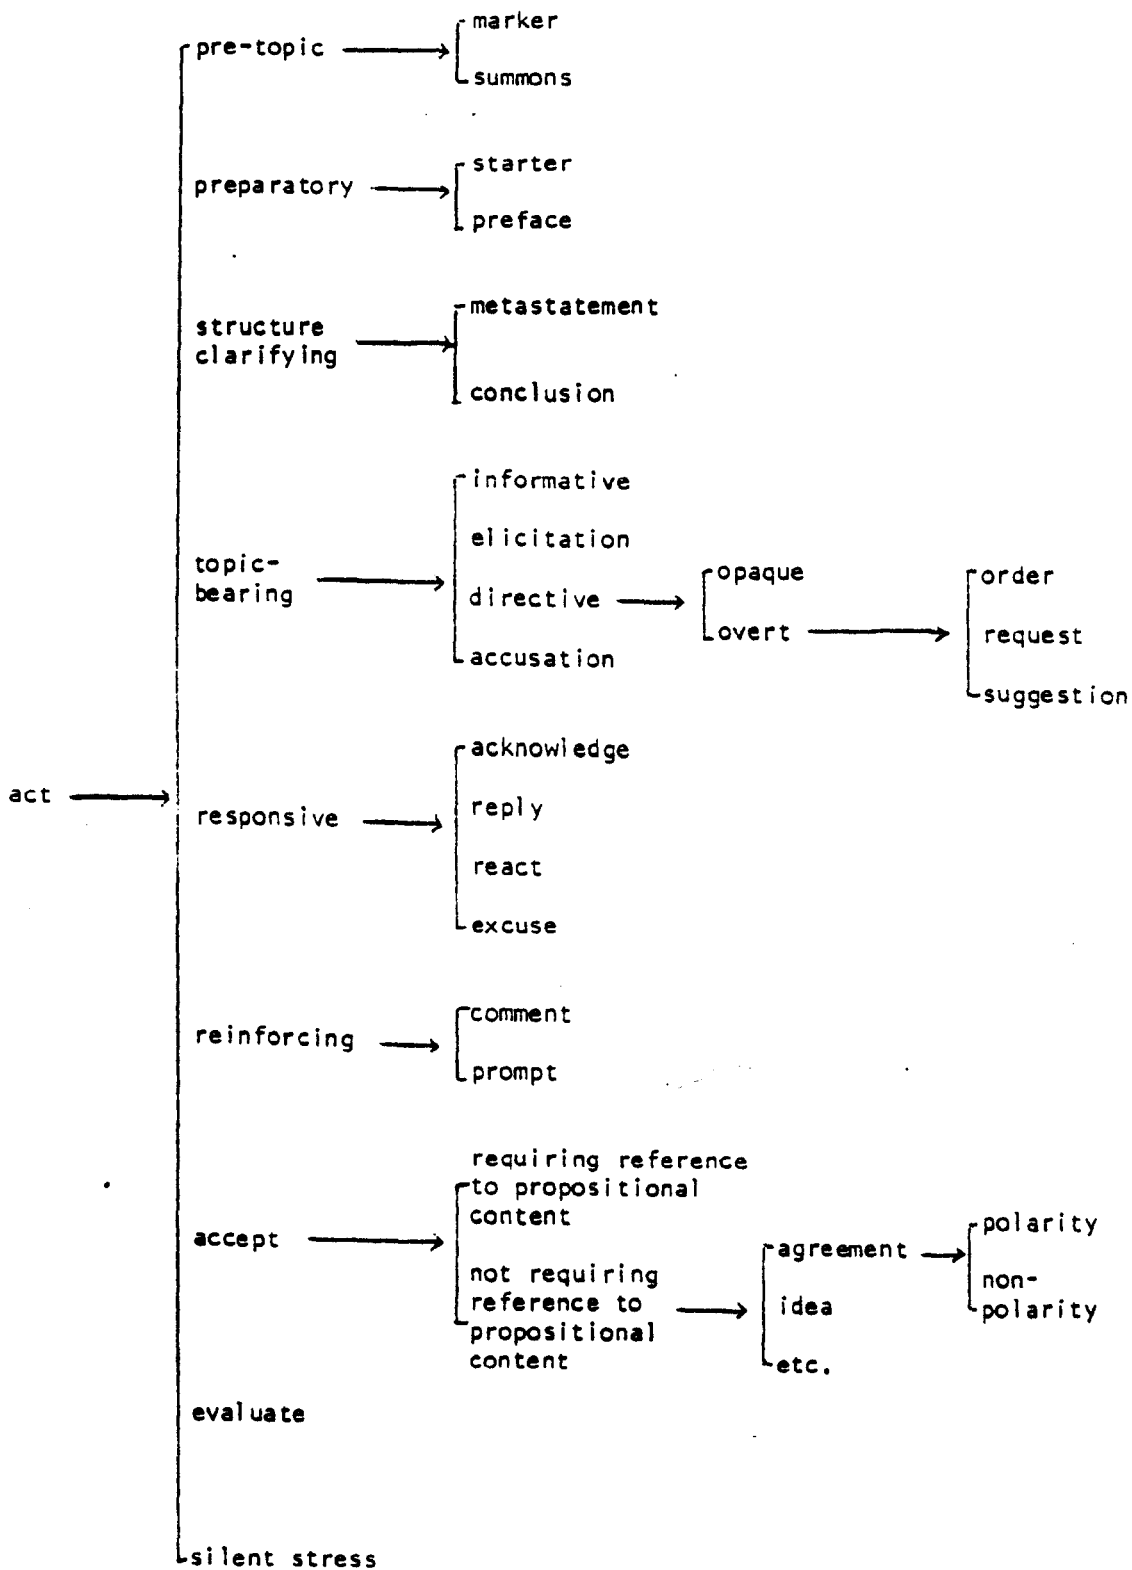 marker
pre-topic
summons
starter
preparatory
preface
metastatement
structure
clarifying
conclusion
informative
elicitation
topic-
bearing
directive
accusation
opaque
overt
order
request
suggestion
act
acknowledge
responsive
reply
react
excuse
reinforcing
comment
prompt
requiring reference
to propositional
content
accept
not requiring
reference to
propositional
content
agreement
idea
etc.
polarity
non-
polarity
evaluate
silent stress